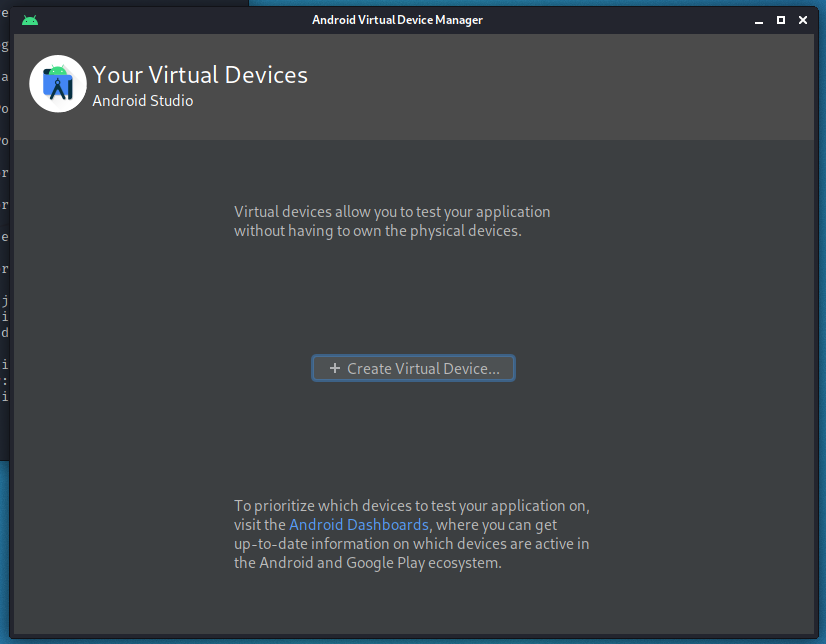 Android Virtual Device Manager
Your Virtual Devices
Android Studio
Virtual devices allow you to test your application
without having to own the physical devices.
+ Create Virtual Device...
To prioritize which devices to test your application on,
visit the Android Dashboards, where you can get
up-to-date information on which devices are active in
the Android and Google Play ecosystem.